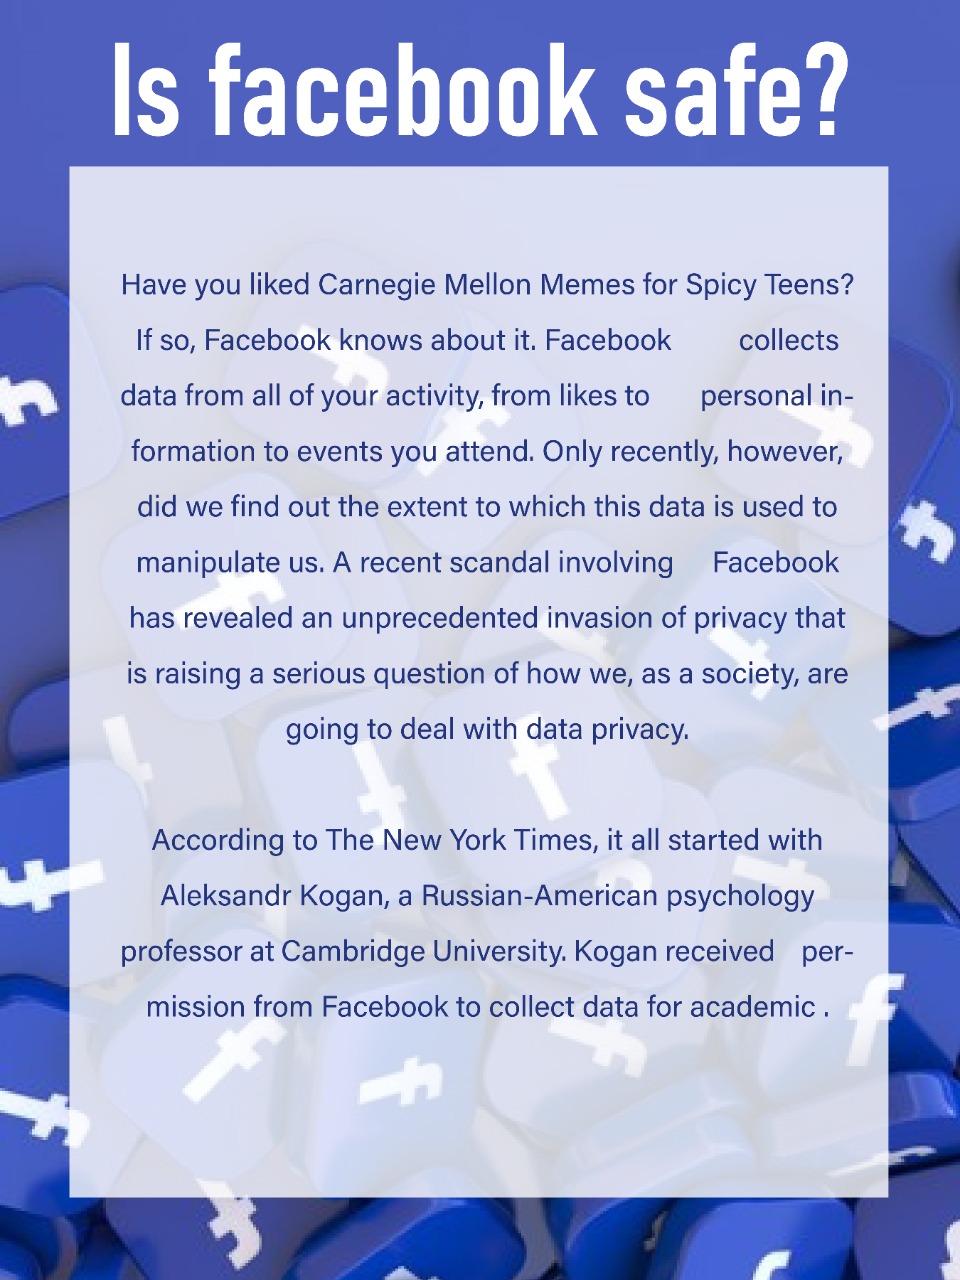 Is facebook safe?
Have you liked Carnegie Mellon Memes for Spicy Teens?
If so, Facebook knows about it. Facebook collects
data from all of your activity, from likes to personal in-
formation to events you attend. Only recently, however,
did we find out the extent to which this data is used to
manipulate us. A recent scandal involving Facebook
has revealed an unprecedented invasion of privacy that
is raising a serious question of how we, as a society, are
going to deal with data privacy.
According to The New York Times, it all started with
Aleksandr Kogan, a Russian-American psychology
professor at Cambridge University. Kogan received per-
mission from Facebook to collect data for academic .